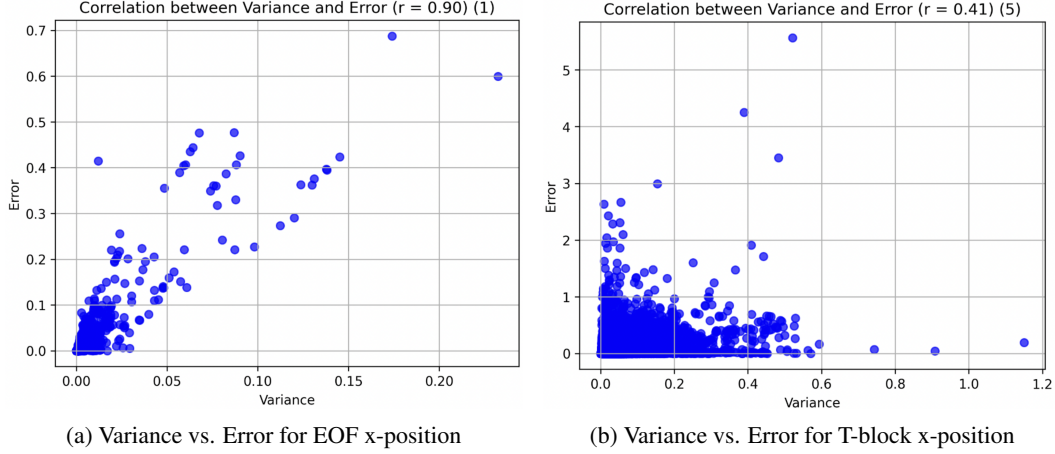 Correlation between Variance and Error (r = 0.90) (1)
0.7
0.6
0.5
0.4
0.3
0.2
0.1
0.0
Error
0.00 0.05 0.10 0.15 0.20
Variance
(a) Variance vs. Error for EOF x-position
Correlation between Variance and Error (r = 0.41) (5)
5
4
3
2
1
0
Error
0.0 0.2 0.4 0.6 0.8 1.0 1.2
Variance
(b) Variance vs. Error for T-block x-position